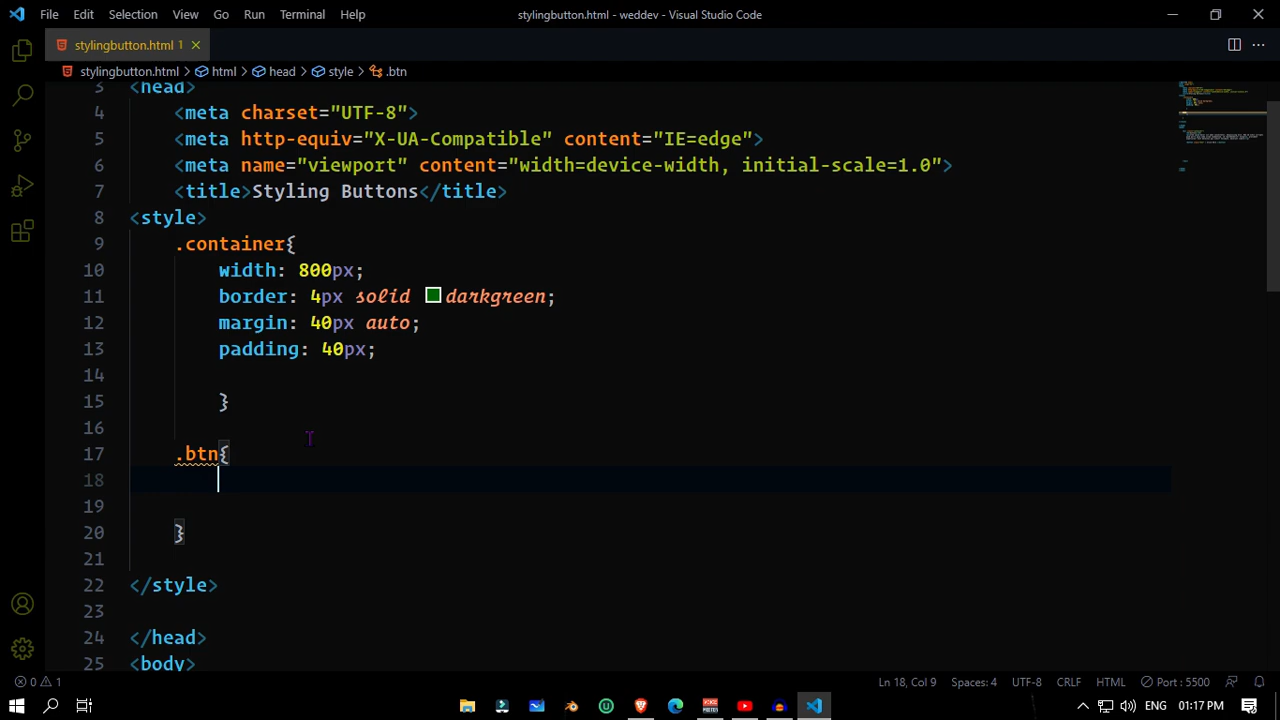 File Edit Selection View Go Run Terminal Help
stylingbutton.html - weddev - Visual Studio Code
stylingbutton.html 1
stylingbutton.html > html > head > style > .btn
3 <head>
4 <meta charset="UTF-8">
5 <meta http-equiv="X-UA-Compatible" content="IE=edge">
6 <meta name="viewport" content="width=device-width, initial-scale=1.0">
7 <title>Styling Buttons</title>
8 <style>
9 .container{
10 width: 800px;
11 border: 4px solid darkgreen;
12 margin: 40px auto;
13 padding: 40px;
14
15 }
16
17 .btn{
18
19
20 }
21
22 </style>
23
24 </head>
25 <body>
0 1 Ln 18, Col 9 Spaces: 4 UTF-8 CRLF HTML Port : 5500
ENG 01:17 PM